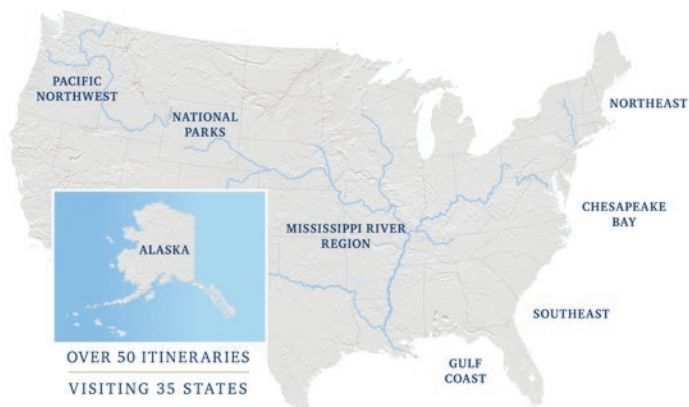 PACIFIC
NORTHWEST
NATIONAL
PARKS
NORTHEAST
CHESAPEAKE
BAY
MISSISSIPPI RIVER
REGION
ALASKA
SOUTHEAST
GULF
COAST
OVER 50 ITINERARIES
VISITING 35 STATES